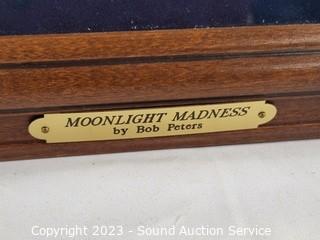 MOONLIGHT MADNESS
by Bob Peters
Copyright 2023 - Sound Auction Service